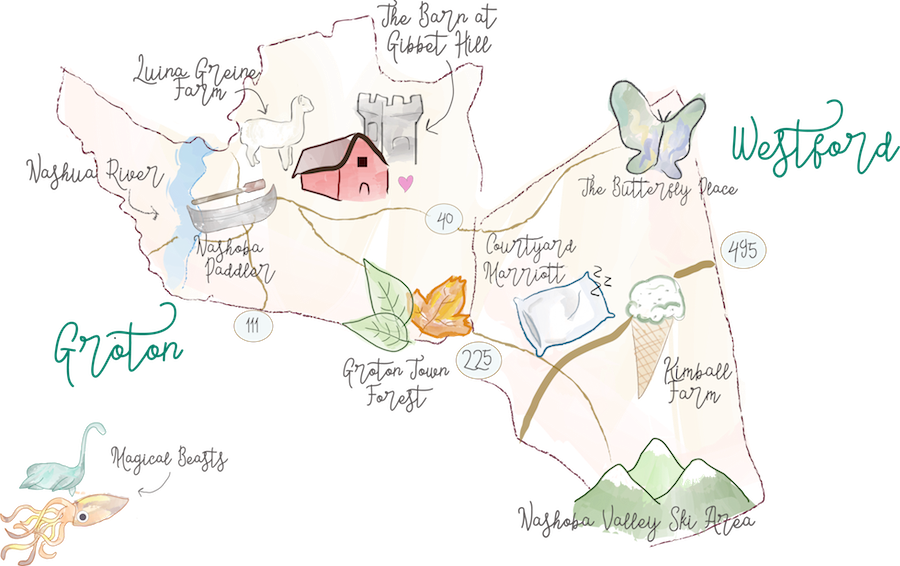 The Barn at
Gibbet Hill
Luina Greine
Farm
Westford
Nashua River
The Butterfly Place
40
Nashoba
Paddler
Courtyard
Marriott
495
z
z
z
111
Groton
225
Groton Town
Forest
Kimball
Farm
Magical Beasts
Nashoba Valley Ski Area